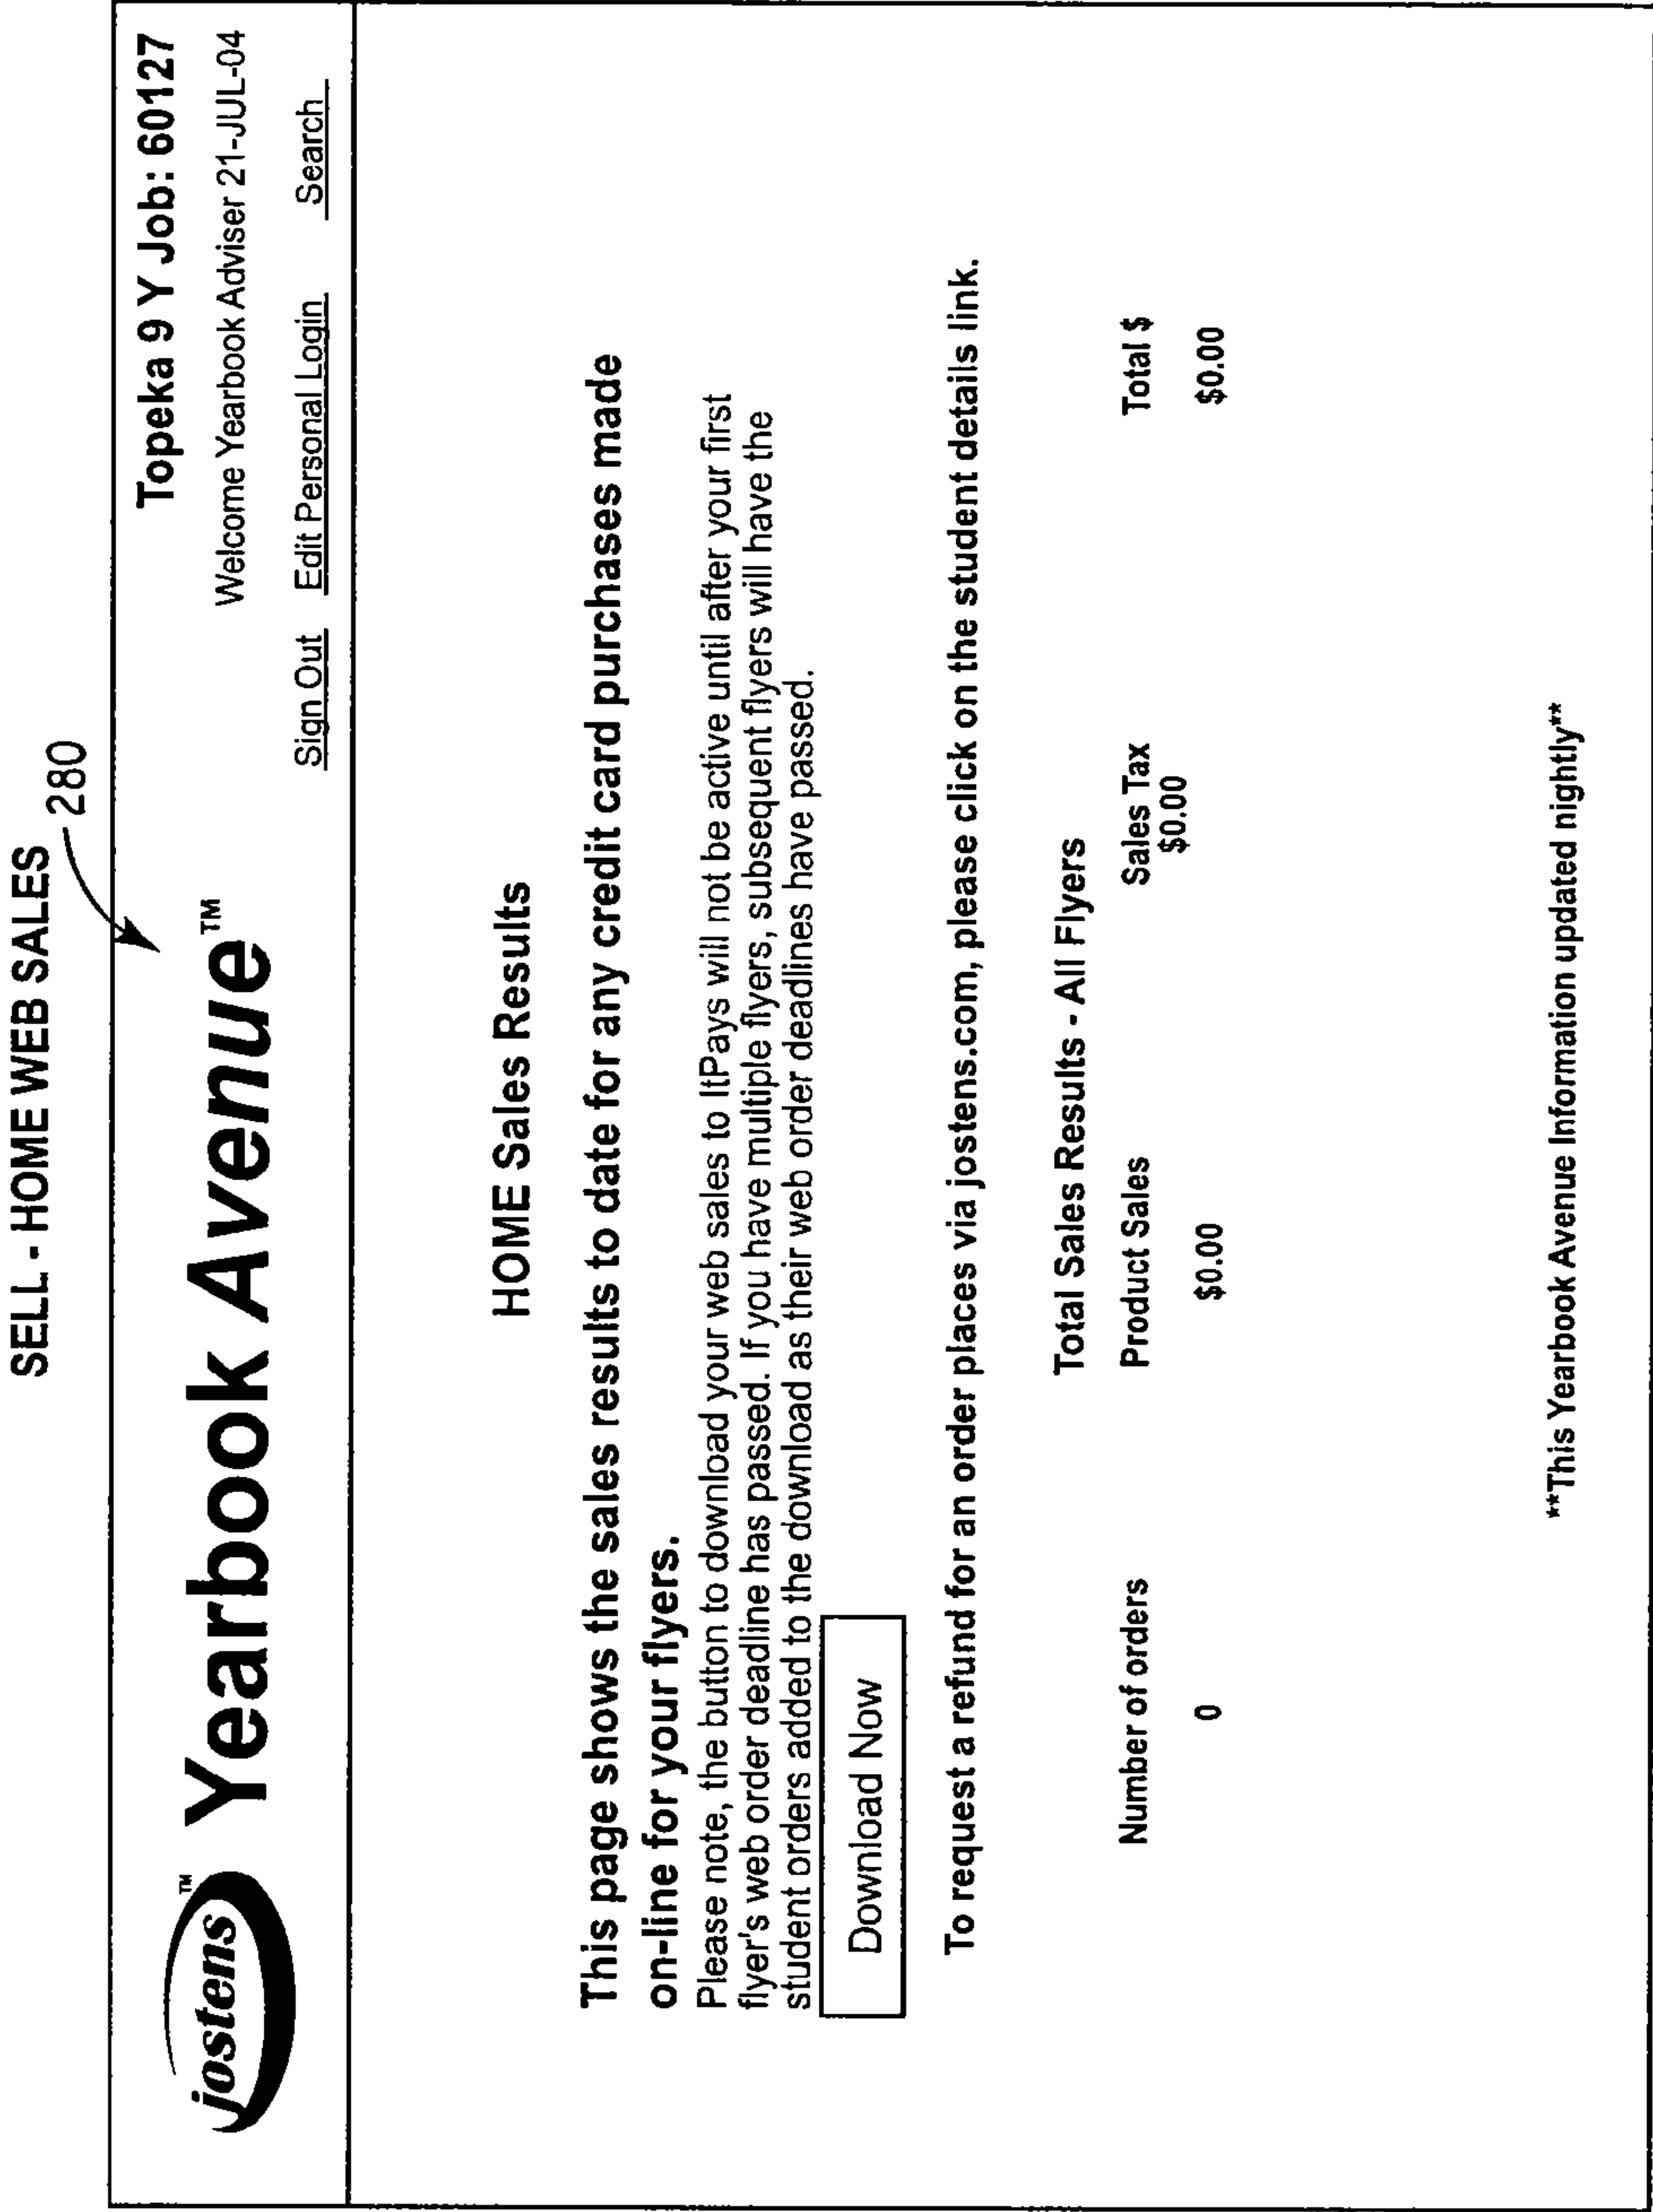 SELL - HOME WEB SALES
280
jostens™ Yearbook Avenue™
Topeka 9 Y Job: 60127
Welcome Yearbook Adviser 21-JUL-04
Sign Out Edit Personal Login Search
HOME Sales Results
This page shows the sales results to date for any credit card purchases made
on-line for your flyers.
Please note, the button to download your web sales to ItPays will not be active until after your first
flyer's web order deadline has passed. If you have multiple flyers, subsequent flyers will have the
student orders added to the download as their web order deadlines have passed.
Download Now
To request a refund for an order places via jostens.com, please click on the student details link.
Total Sales Results - All Flyers
Number of orders Product Sales Sales Tax Total $
0 $0.00 $0.00 $0.00
**This Yearbook Avenue Information updated nightly**